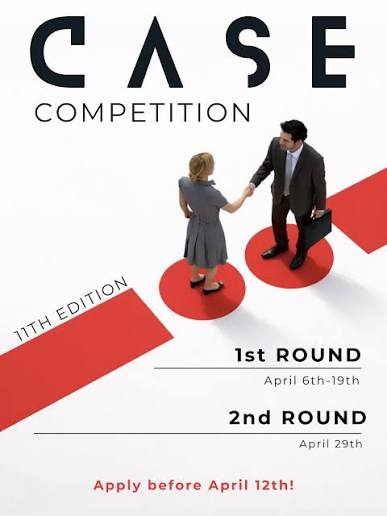 CASE
COMPETITION
11TH EDITION
1st ROUND
April 6th-19th
2nd ROUND
April 29th
Apply before April 12th!